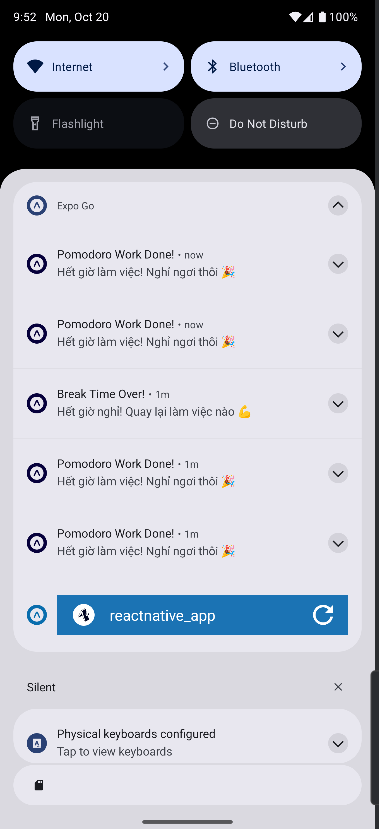 9:52 Mon, Oct 20 100%
Internet Bluetooth
Flashlight Do Not Disturb
Expo Go
Pomodoro Work Done! • now
Hết giờ làm việc! Nghỉ ngơi thôi 🎉
Pomodoro Work Done! • now
Hết giờ làm việc! Nghỉ ngơi thôi 🎉
Break Time Over! • 1m
Hết giờ nghỉ! Quay lại làm việc nào 💪
Pomodoro Work Done! • 1m
Hết giờ làm việc! Nghỉ ngơi thôi 🎉
Pomodoro Work Done! • 1m
Hết giờ làm việc! Nghỉ ngơi thôi 🎉
reactnative_app
Silent
Physical keyboards configured
Tap to view keyboards